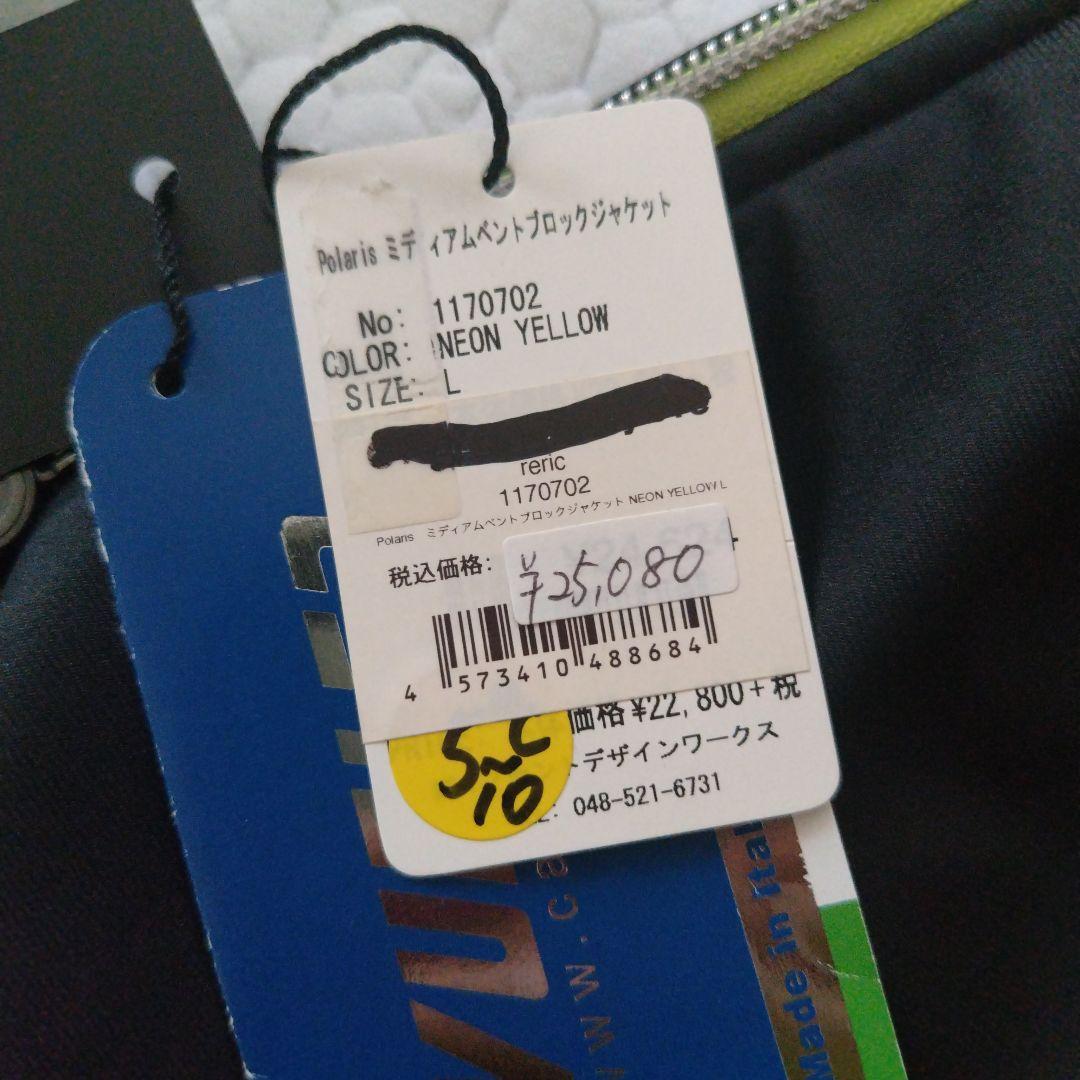 Polaris ミディアムベントブロックジャケット
No: 1170702
COLOR: NEON YELLOW
SIZE: L
reric
1170702
Polaris ミディアムベントブロックジャケット NEON YELLOW L
税込価格: ¥25,080
4 573410 488684
価格 ¥22,800+税
トデザインワークス
048-521-6731
5~
10
www.ca
Made in Ital